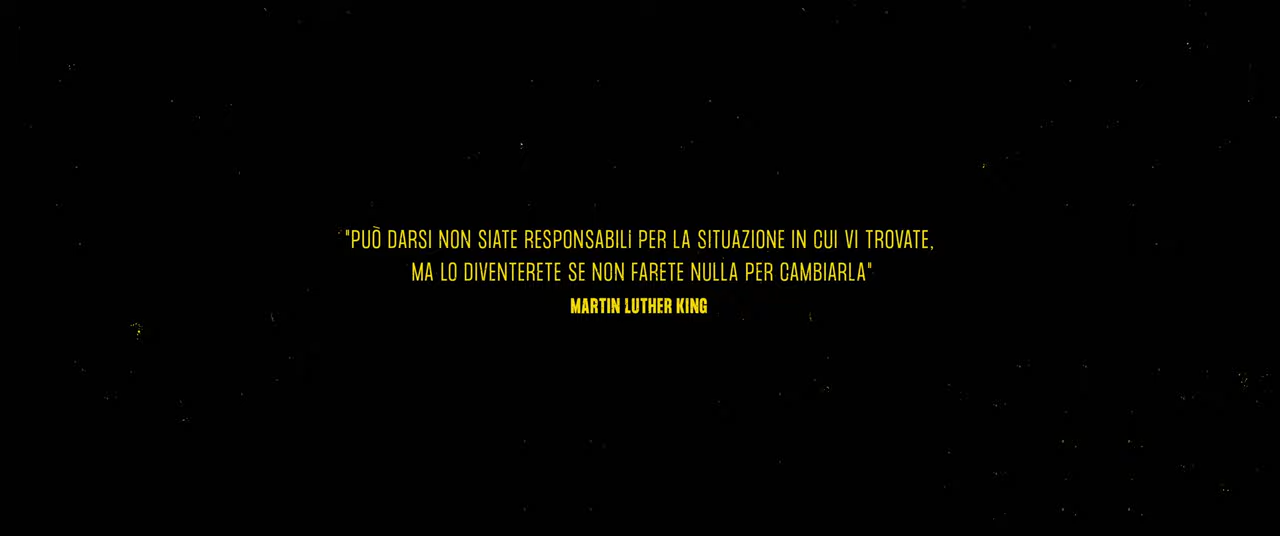 "PUÒ DARSI NON SIATE RESPONSABILI PER LA SITUAZIONE IN CUI VI TROVATE,
MA LO DIVENTERETE SE NON FARETE NULLA PER CAMBIARLA"
MARTIN LUTHER KING